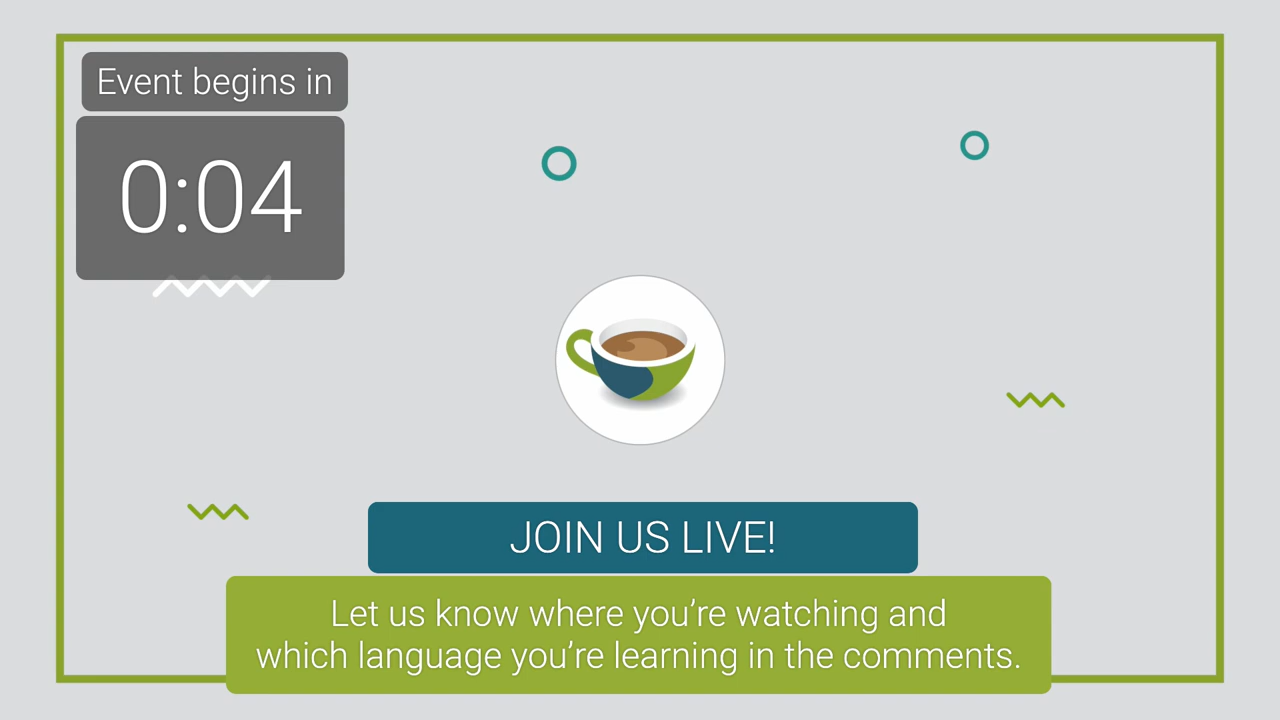 Event begins in
0:04
JOIN US LIVE!
Let us know where you’re watching and
which language you’re learning in the comments.